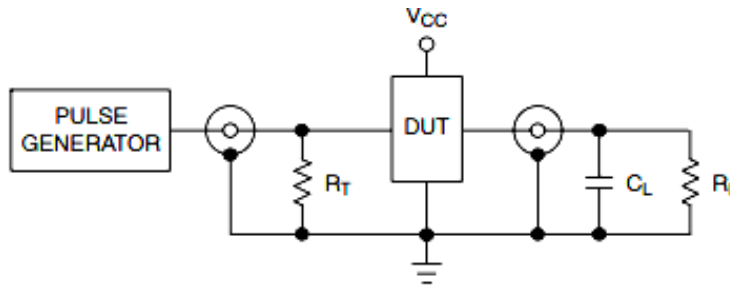 VCC
PULSE
GENERATOR
DUT
RT
CL
R